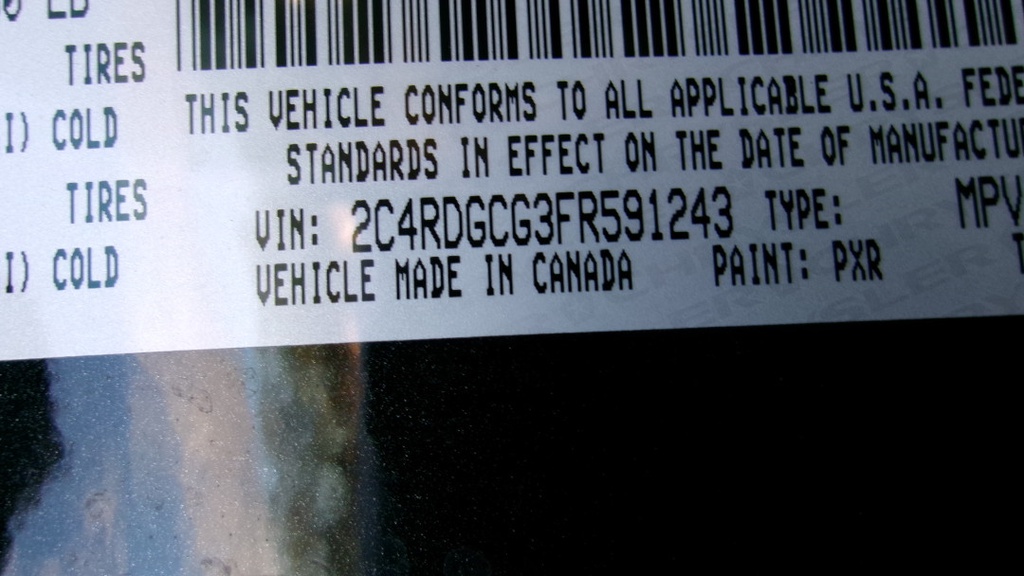 TIRES
I) COLD
TIRES
I) COLD
THIS VEHICLE CONFORMS TO ALL APPLICABLE U.S.A. FEDE
STANDARDS IN EFFECT ON THE DATE OF MANUFACTU
VIN: 2C4RDGCG3FR591243 TYPE: MPV
VEHICLE MADE IN CANADA PAINT: PXR